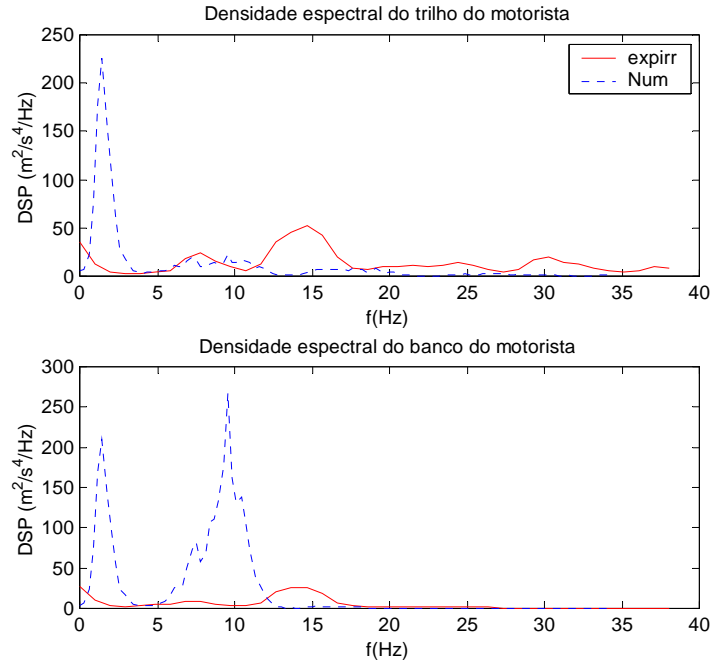 Densidade espectral do trilho do motorista
250
200
150
100
50
0
DSP (m²/s⁴/Hz)
expirr
Num
0 5 10 15 20 25 30 35 40
f(Hz)
Densidade espectral do banco do motorista
300
250
200
150
100
50
0
DSP (m²/s⁴/Hz)
0 5 10 15 20 25 30 35 40
f(Hz)